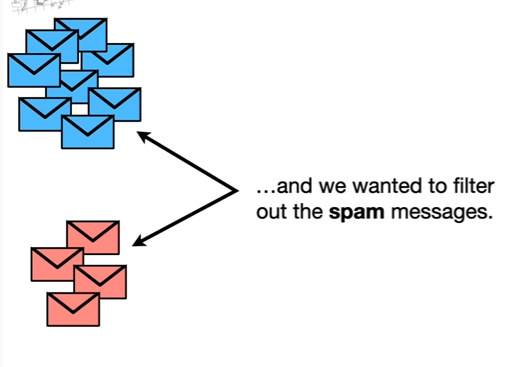 …and we wanted to filter
out the spam messages.